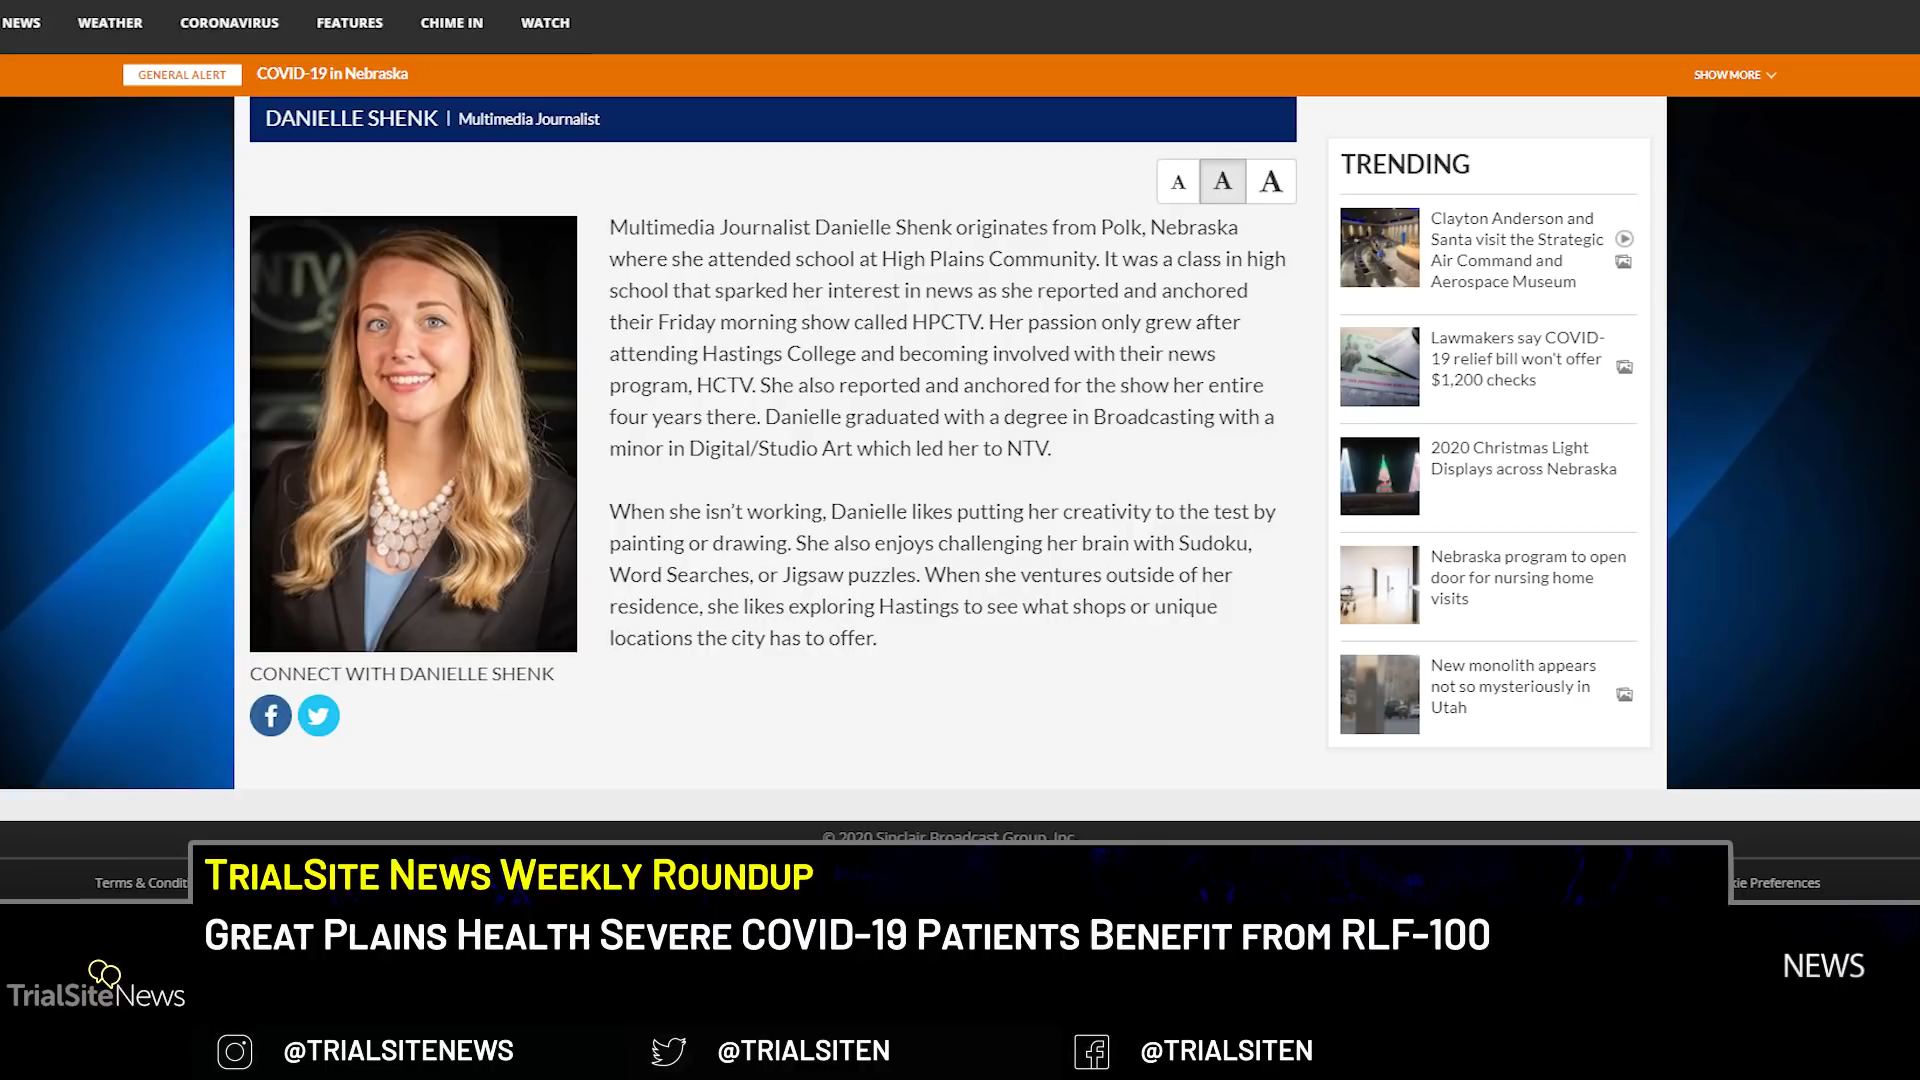 NEWS WEATHER CORONAVIRUS FEATURES CHIME IN WATCH
GENERAL ALERT COVID-19 in Nebraska SHOW MORE
DANIELLE SHENK | Multimedia Journalist
A A A
Multimedia Journalist Danielle Shenk originates from Polk, Nebraska
where she attended school at High Plains Community. It was a class in high
school that sparked her interest in news as she reported and anchored
their Friday morning show called HPCTV. Her passion only grew after
attending Hastings College and becoming involved with their news
program, HCTV. She also reported and anchored for the show her entire
four years there. Danielle graduated with a degree in Broadcasting with a
minor in Digital/Studio Art which led her to NTV.
When she isn't working, Danielle likes putting her creativity to the test by
painting or drawing. She also enjoys challenging her brain with Sudoku,
Word Searches, or Jigsaw puzzles. When she ventures outside of her
residence, she likes exploring Hastings to see what shops or unique
locations the city has to offer.
NTV
CONNECT WITH DANIELLE SHENK
TRENDING
Clayton Anderson and
Santa visit the Strategic
Air Command and
Aerospace Museum
Lawmakers say COVID-
19 relief bill won't offer
$1,200 checks
2020 Christmas Light
Displays across Nebraska
Nebraska program to open
door for nursing home
visits
New monolith appears
not so mysteriously in
Utah
© 2020 Sinclair Broadcast Group, Inc.
Terms & Condit
kie Preferences
TRIALSITE NEWS WEEKLY ROUNDUP
GREAT PLAINS HEALTH SEVERE COVID-19 PATIENTS BENEFIT FROM RLF-100
TrialSiteNews
NEWS
@TRIALSITENEWS @TRIALSITEN @TRIALSITEN